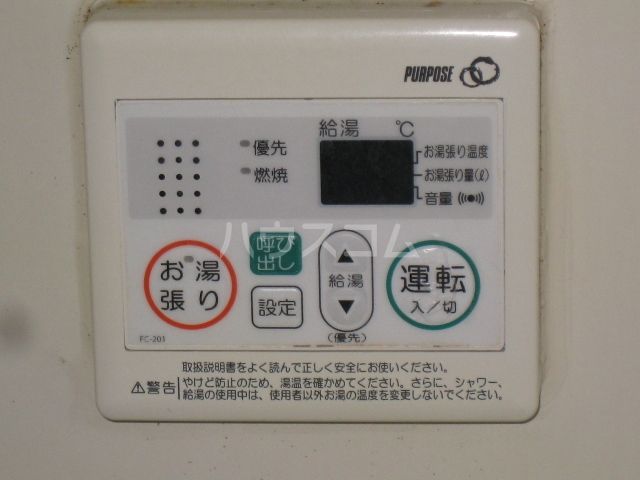 PURPOSE
給湯 ℃
優先
燃焼
お湯張り温度
お湯張り量(ℓ)
音量
ハウスコム
お湯
張り
呼び
出し
設定
▲
給湯
▼
(優先)
運転
入／切
FC-201
取扱説明書をよく読んで正しく安全にお使いください。
⚠警告
やけど防止のため、湯温を確かめてください。さらに、シャワー、
給湯の使用中は、使用者以外お湯の温度を変更しないでください。